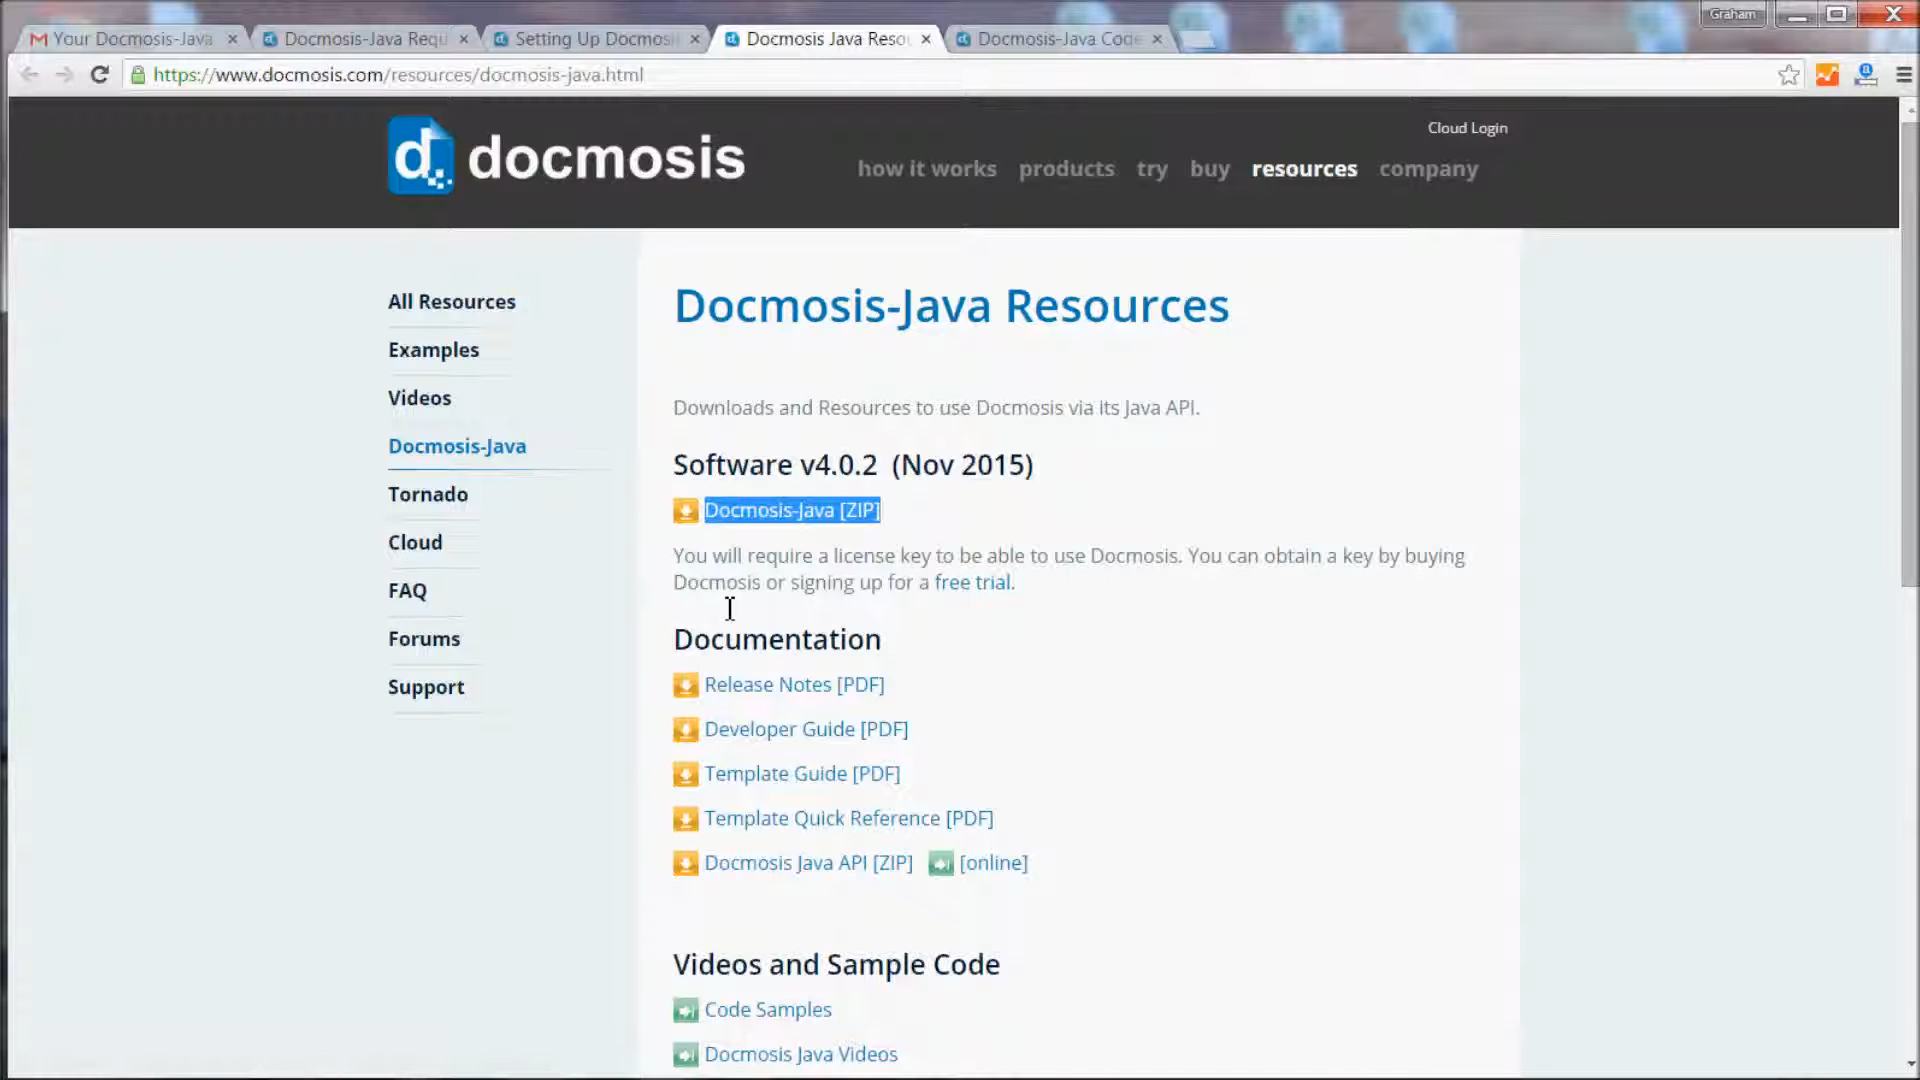 Graham
Your Docmosis-Java
Docmosis-Java Requ
Setting Up Docmosi
Docmosis Java Reso
Docmosis-Java Code
https://www.docmosis.com/resources/docmosis-java.html
Cloud Login
d docmosis
how it works products try buy resources company
All Resources
Examples
Videos
Docmosis-Java
Tornado
Cloud
FAQ
Forums
Support
Docmosis-Java Resources
Downloads and Resources to use Docmosis via its Java API.
Software v4.0.2 (Nov 2015)
Docmosis-Java [ZIP]
You will require a license key to be able to use Docmosis. You can obtain a key by buying
Docmosis or signing up for a free trial.
Documentation
Release Notes [PDF]
Developer Guide [PDF]
Template Guide [PDF]
Template Quick Reference [PDF]
Docmosis Java API [ZIP] [online]
Videos and Sample Code
Code Samples
Docmosis Java Videos